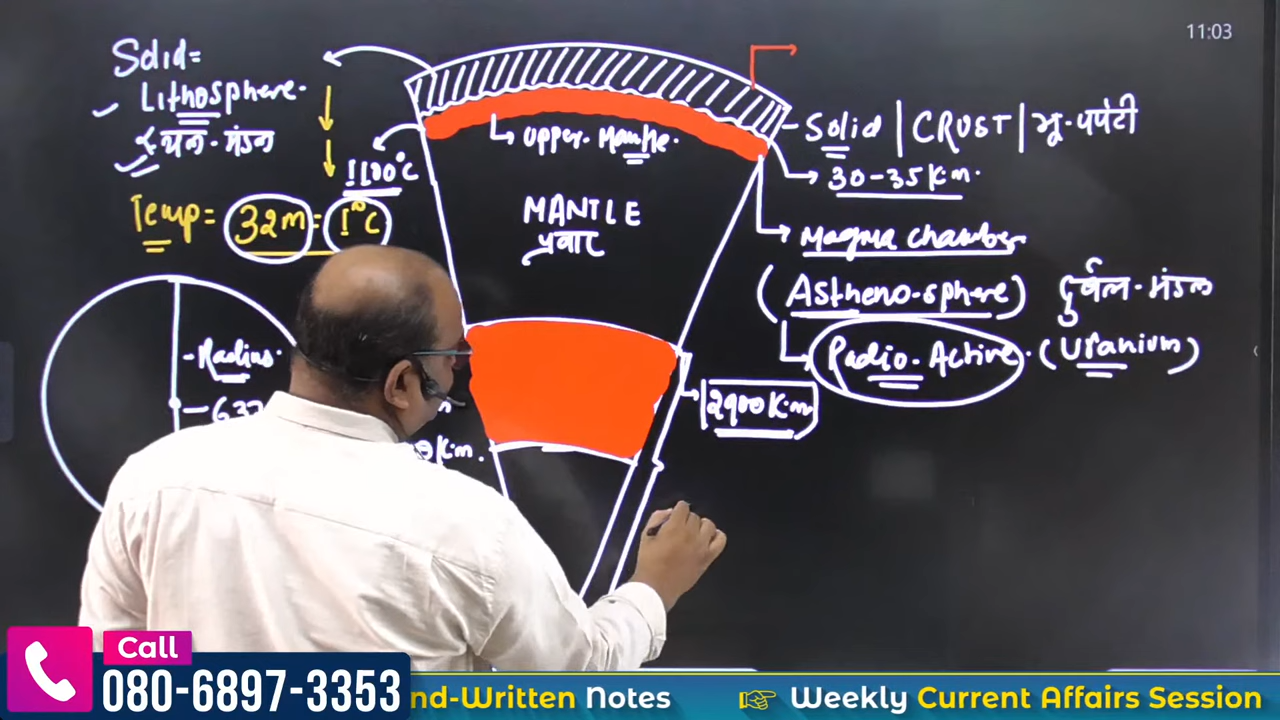 11:03
Solid=
Lithosphere.
स्थल-मंडल
1100°C
Temp = 32m = 1°C
Upper-Mantle.
MANTLE
Solid | CRUST | भू-पर्पटी
30-35 Km.
Magma chamber
(Astheno-sphere) दुर्बल-मंडल
Radio-Active. (Uranium)
-Radius.
2900 K.m
Km.
Call
080-6897-3353
nd-Written Notes
Weekly Current Affairs Session